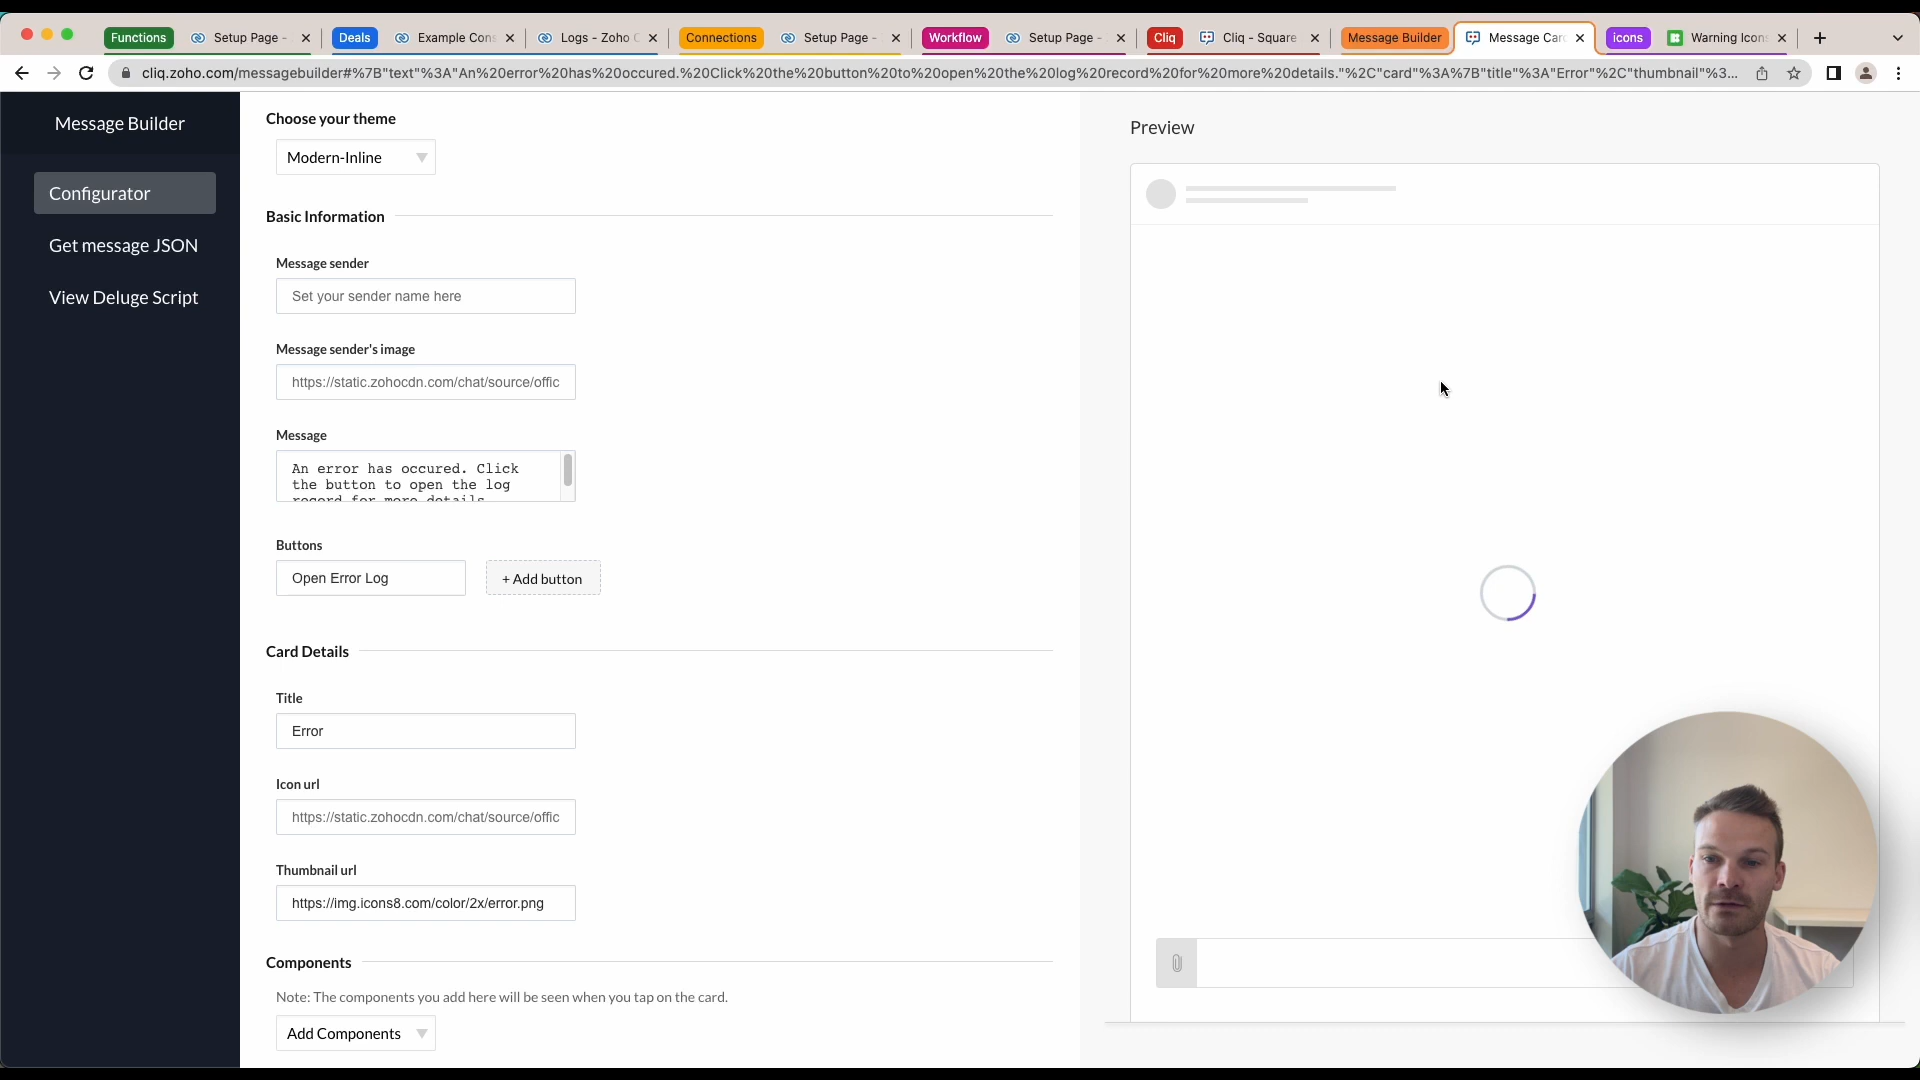 Functions
Setup Page -
Deals
Example Cons
Logs - Zoho C
Connections
Setup Page -
Workflow
Setup Page -
Cliq
Cliq - Square
Message Builder
Message Car
icons
Warning Icons
cliq.zoho.com/messagebuilder#%7B"text"%3A"An%20error%20has%20occured.%20Click%20the%20button%20to%20open%20the%20log%20record%20for%20more%20details."%2C"card"%3A%7B"title"%3A"Error"%2C"thumbnail"%3...
Message Builder
Configurator
Get message JSON
View Deluge Script
Choose your theme
Modern-Inline
Basic Information
Message sender
Set your sender name here
Message sender's image
https://static.zohocdn.com/chat/source/offic
Message
An error has occured. Click
the button to open the log
record for more details.
Buttons
Open Error Log
+ Add button
Card Details
Title
Error
Icon url
https://static.zohocdn.com/chat/source/offic
Thumbnail url
https://img.icons8.com/color/2x/error.png
Components
Note: The components you add here will be seen when you tap on the card.
Add Components
Preview